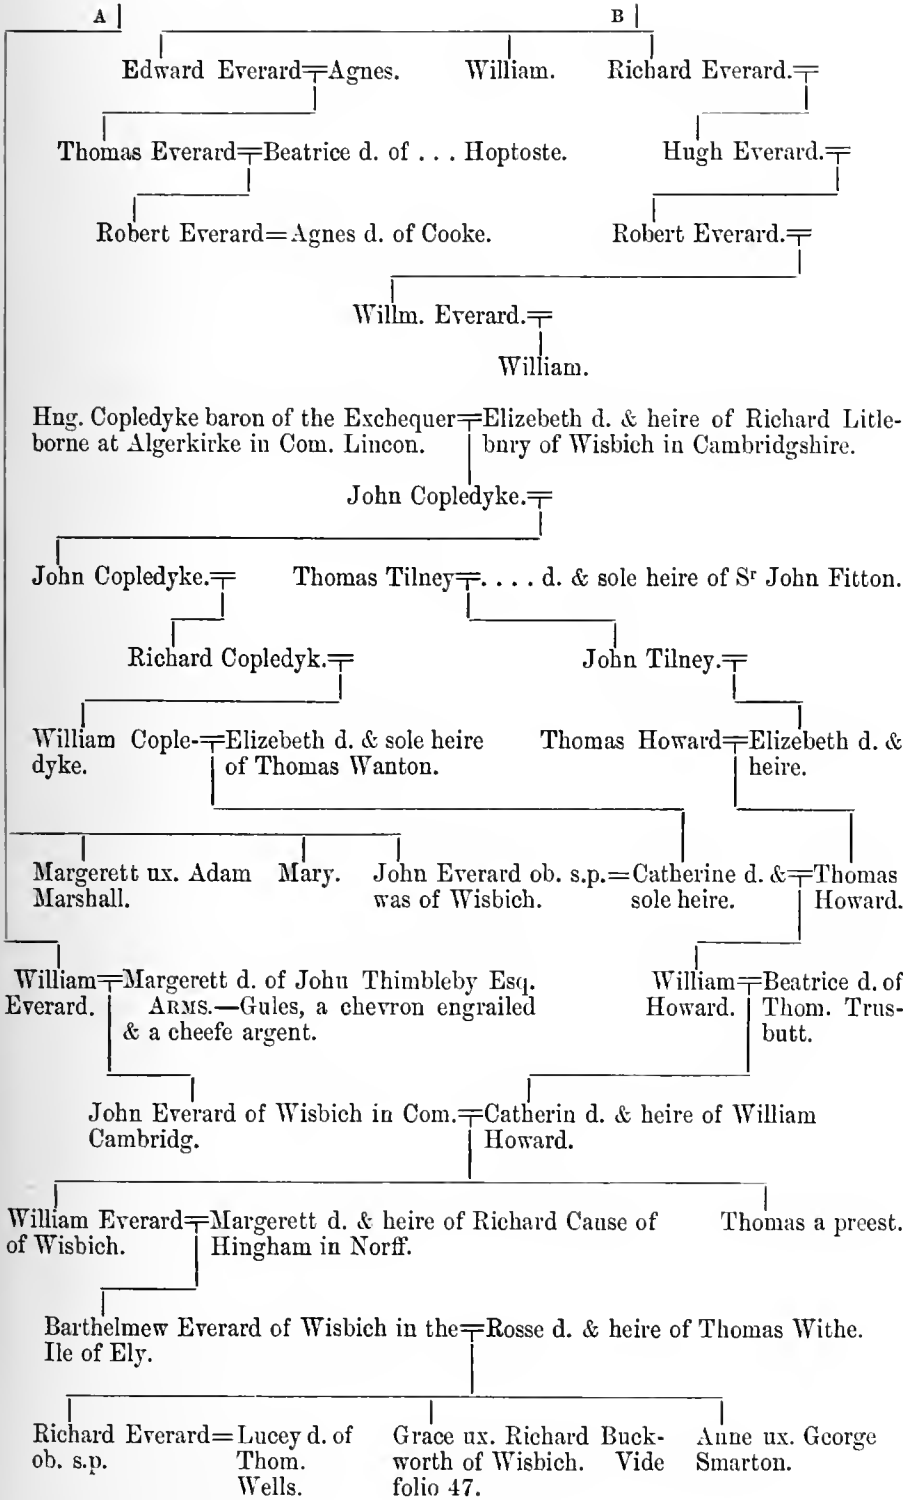 A B
Edward Everard=Agnes. William. Richard Everard.=
Thomas Everard=Beatrice d. of . . . Hoptoste. Hugh Everard.=
Robert Everard=Agnes d. of Cooke. Robert Everard.=
Willm. Everard.=
William.
Hng. Copledyke baron of the Exchequer=Elizebeth d. & heire of Richard Litle-
borne at Algerkirke in Com. Lincon. bnry of Wisbich in Cambridgshire.
John Copledyke.=
John Copledyke.= Thomas Tilney=. . . . d. & sole heire of Sʳ John Fitton.
Richard Copledyk.= John Tilney.=
William Cople-=Elizebeth d. & sole heire Thomas Howard=Elizebeth d. &
dyke. of Thomas Wanton. heire.
Margerett ux. Adam Mary. John Everard ob. s.p.=Catherine d. &=Thomas
Marshall. was of Wisbich. sole heire. Howard.
William=Margerett d. of John Thimbleby Esq. William=Beatrice d. of
Everard. ARMS.—Gules, a chevron engrailed Howard. Thom. Trus-
& a cheefe argent. butt.
John Everard of Wisbich in Com.=Catherin d. & heire of William
Cambridg. Howard.
William Everard=Margerett d. & heire of Richard Cause of Thomas a preest.
of Wisbich. Hingham in Norff.
Barthelmew Everard of Wisbich in the=Rosse d. & heire of Thomas Withe.
Ile of Ely.
Richard Everard=Lucey d. of Grace ux. Richard Buck- Anne ux. George
ob. s.p. Thom. worth of Wisbich. Vide Smarton.
Wells. folio 47.